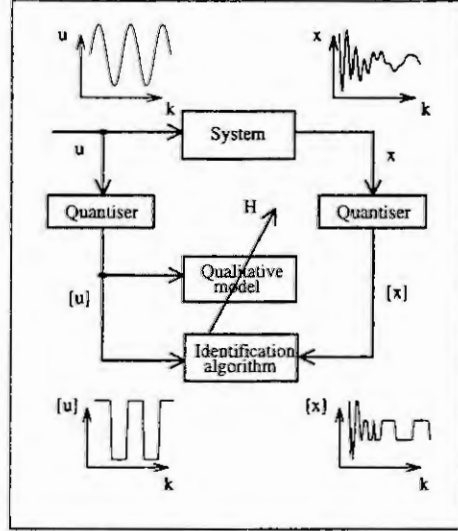 u
x
k
k
System
u
x
Quantiser
Quantiser
H
Qualitative
model
[u]
[x]
Identification
algorithm
[u]
[x]
k
k